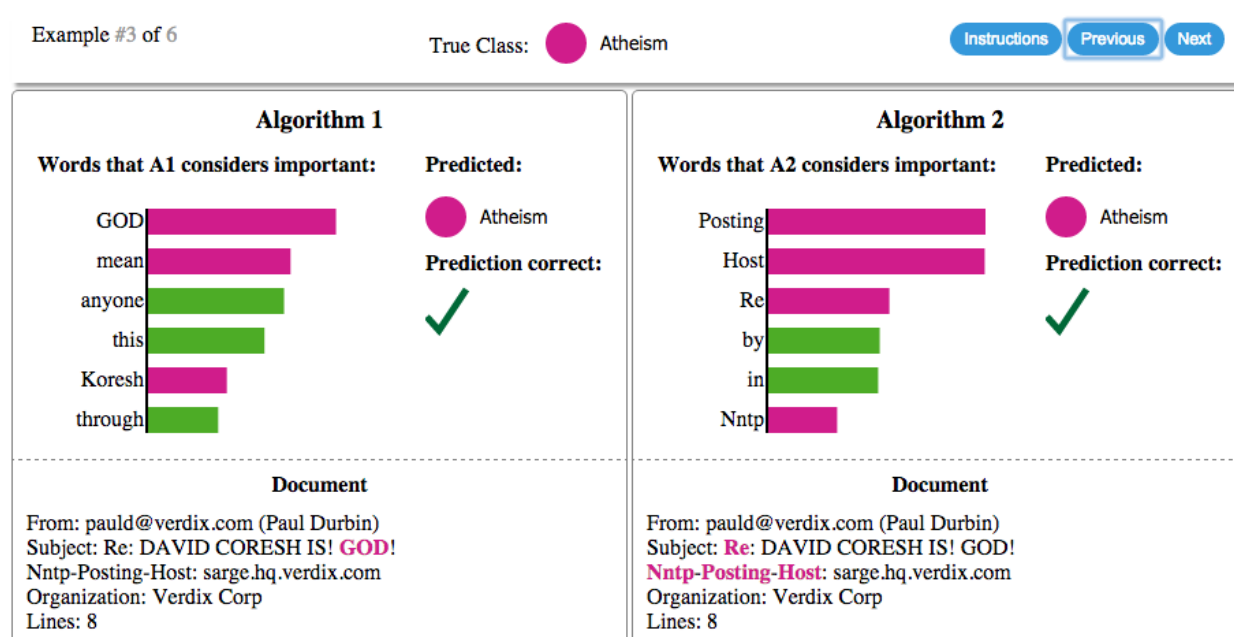 Example #3 of 6
True Class: Atheism
Instructions Previous Next
Algorithm 1
Words that A1 considers important: Predicted:
GOD
mean
anyone
this
Koresh
through
Atheism
Prediction correct:
Document
From: pauld@verdix.com (Paul Durbin)
Subject: Re: DAVID CORESH IS! GOD!
Nntp-Posting-Host: sarge.hq.verdix.com
Organization: Verdix Corp
Lines: 8
Algorithm 2
Words that A2 considers important: Predicted:
Posting
Host
Re
by
in
Nntp
Atheism
Prediction correct:
Document
From: pauld@verdix.com (Paul Durbin)
Subject: Re: DAVID CORESH IS! GOD!
Nntp-Posting-Host: sarge.hq.verdix.com
Organization: Verdix Corp
Lines: 8